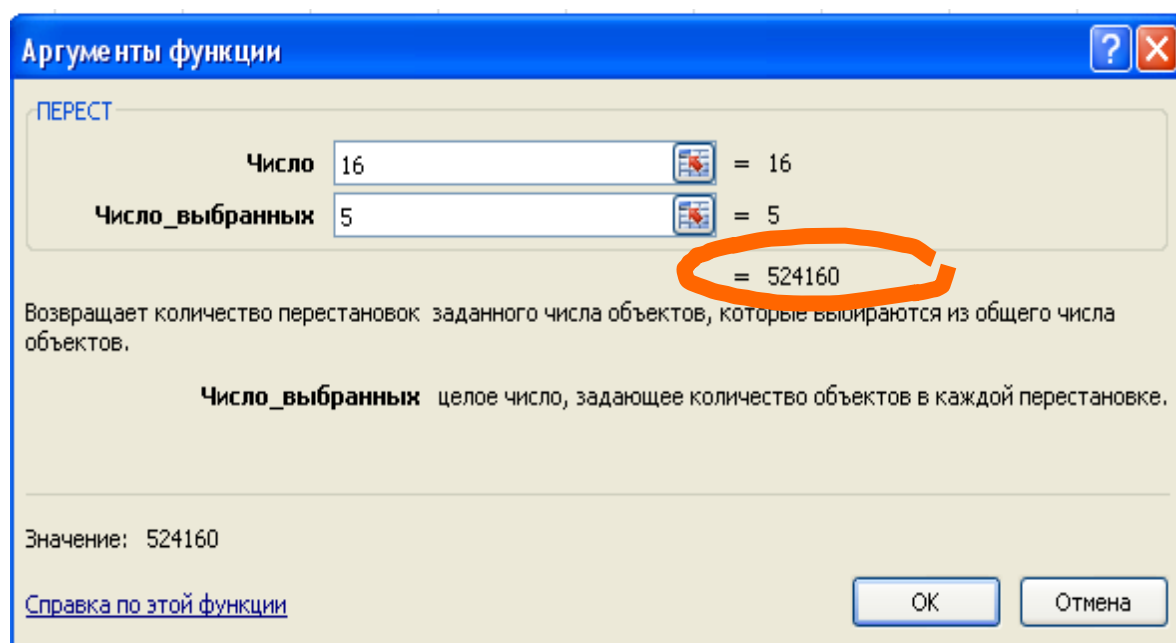 Аргументы функции
ПЕРЕСТ
Число 16 = 16
Число_выбранных 5 = 5
= 524160
Возвращает количество перестановок заданного числа объектов, которые выбираются из общего числа
объектов.
Число_выбранных целое число, задающее количество объектов в каждой перестановке.
Значение: 524160
Справка по этой функции
ОК
Отмена